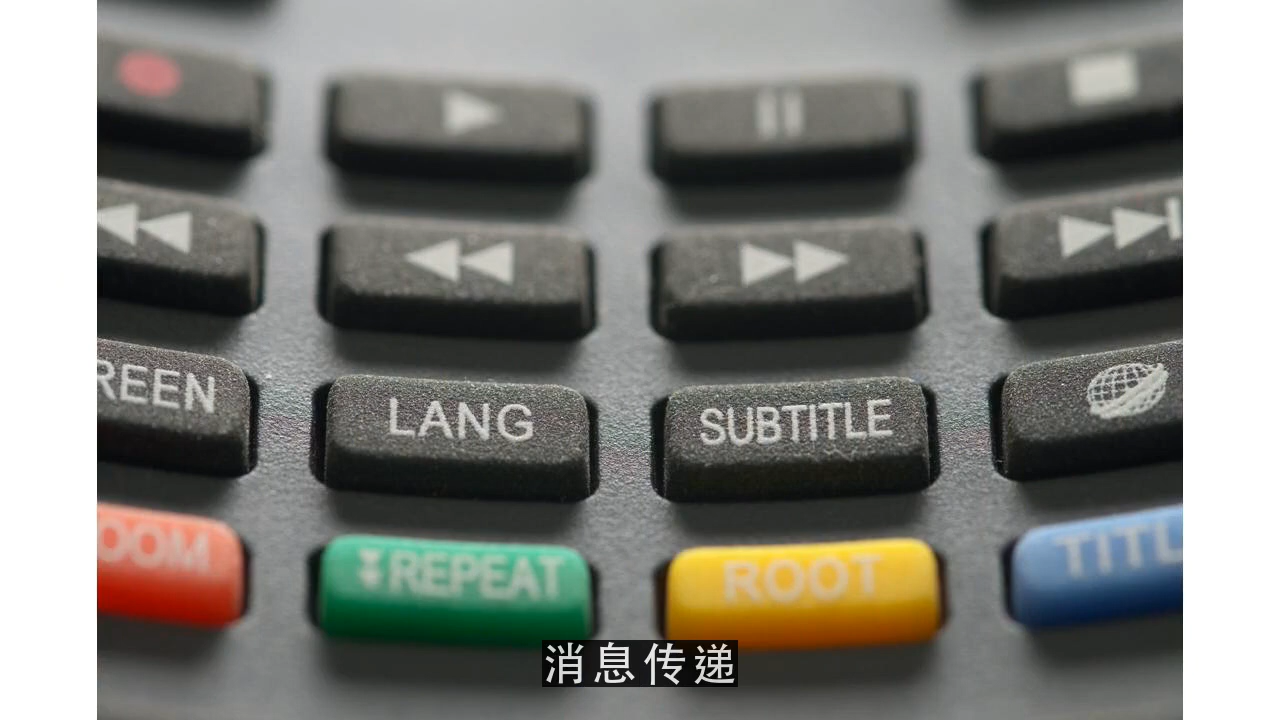 REEN LANG SUBTITLE
OOM REPEAT ROOT TITL
消息传递